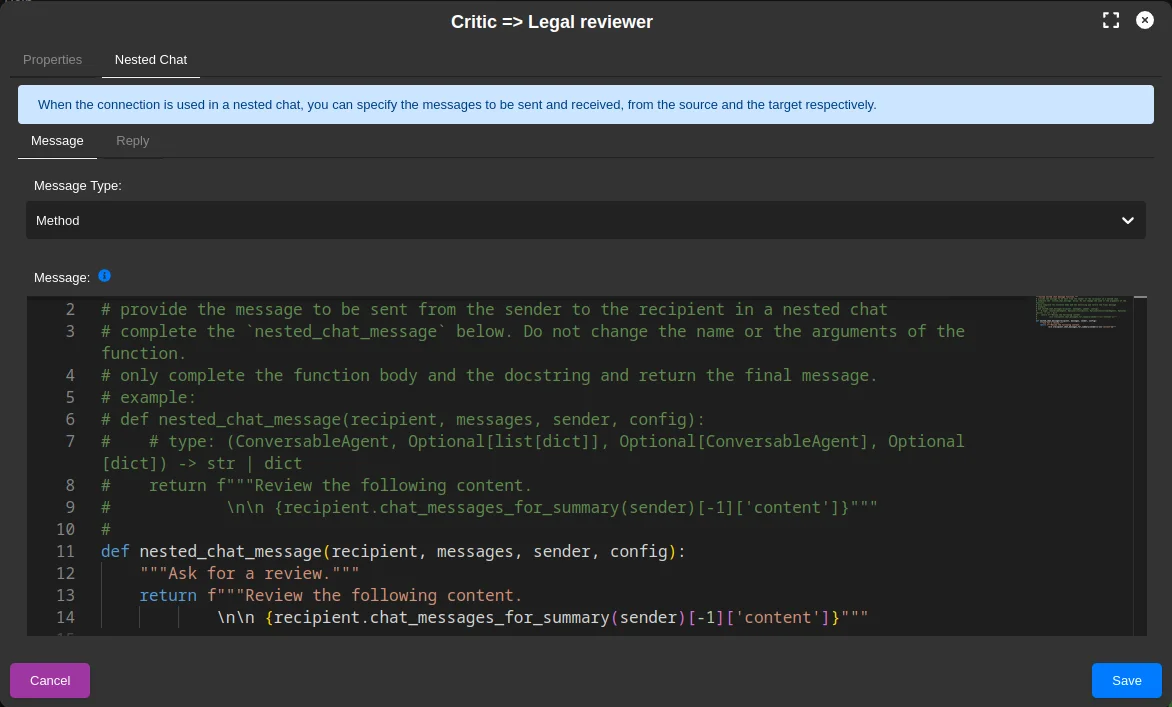 Critic => Legal reviewer
Properties
Nested Chat
When the connection is used in a nested chat, you can specify the messages to be sent and received, from the source and the target respectively.
Message
Reply
Message Type:
Method
Message:
2 # provide the message to be sent from the sender to the recipient in a nested chat
3 # complete the `nested_chat_message` below. Do not change the name or the arguments of the
function.
4 # only complete the function body and the docstring and return the final message.
5 # example:
6 # def nested_chat_message(recipient, messages, sender, config):
7 #    # type: (ConversableAgent, Optional[list[dict]], Optional[ConversableAgent], Optional
[dict]) -> str | dict
8 #    return f"""Review the following content.
9 #            \n\n {recipient.chat_messages_for_summary(sender)[-1]['content']}"""
10 #
11 def nested_chat_message(recipient, messages, sender, config):
12     """Ask for a review."""
13     return f"""Review the following content.
14             \n\n {recipient.chat_messages_for_summary(sender)[-1]['content']}"""
Cancel
Save